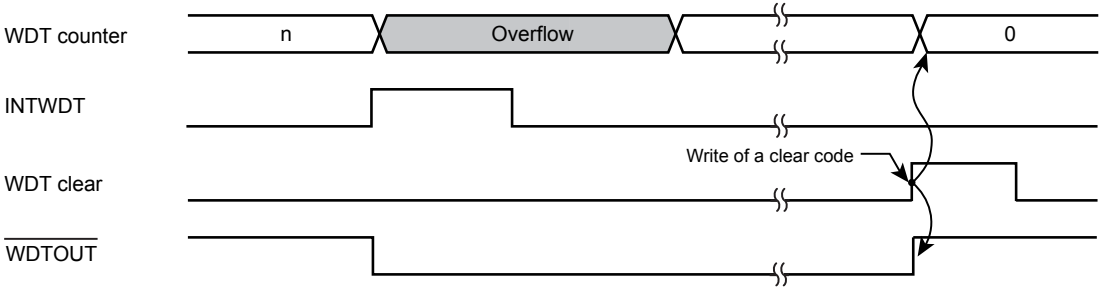 WDT counter n Overflow 0
INTWDT
Write of a clear code
WDT clear
WDTOUT